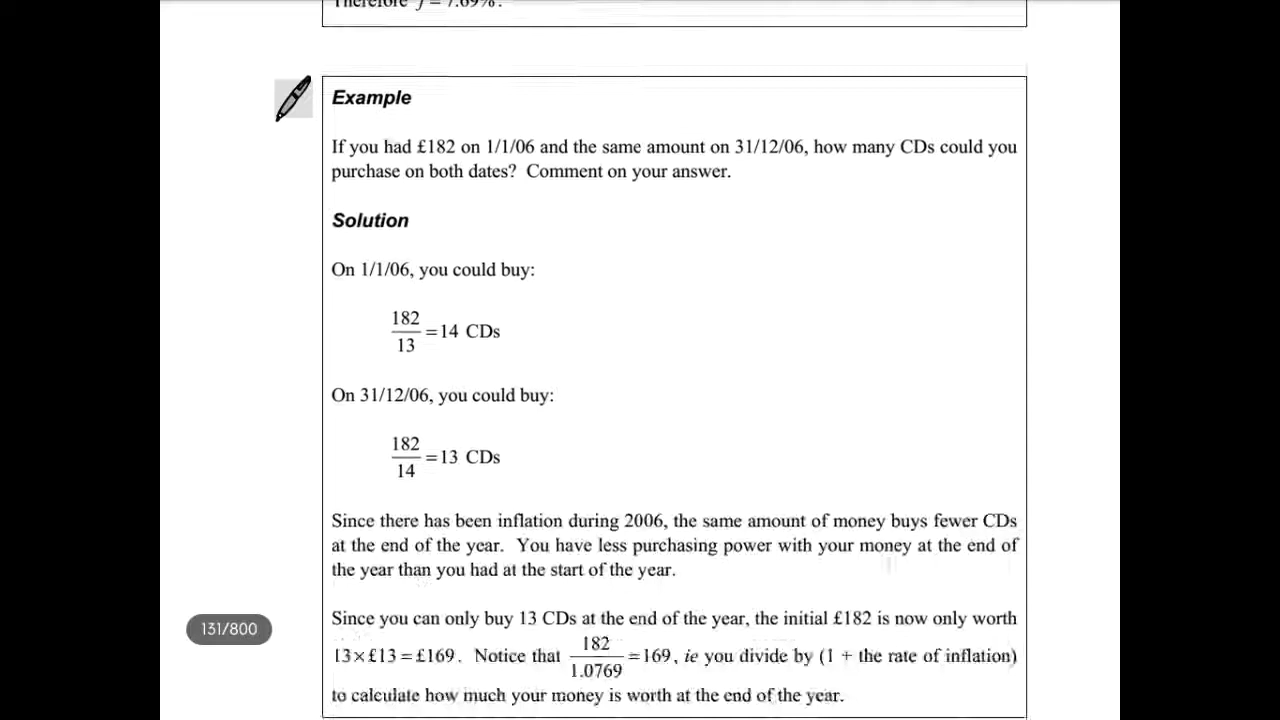 Therefore f = 7.69%.
Example
If you had £182 on 1/1/06 and the same amount on 31/12/06, how many CDs could you
purchase on both dates? Comment on your answer.
Solution
On 1/1/06, you could buy:
182
13 = 14 CDs
On 31/12/06, you could buy:
182
14 = 13 CDs
Since there has been inflation during 2006, the same amount of money buys fewer CDs
at the end of the year. You have less purchasing power with your money at the end of
the year than you had at the start of the year.
Since you can only buy 13 CDs at the end of the year, the initial £182 is now only worth
13×£13 = £169. Notice that 182/1.0769 = 169, ie you divide by (1 + the rate of inflation)
to calculate how much your money is worth at the end of the year.
131/800